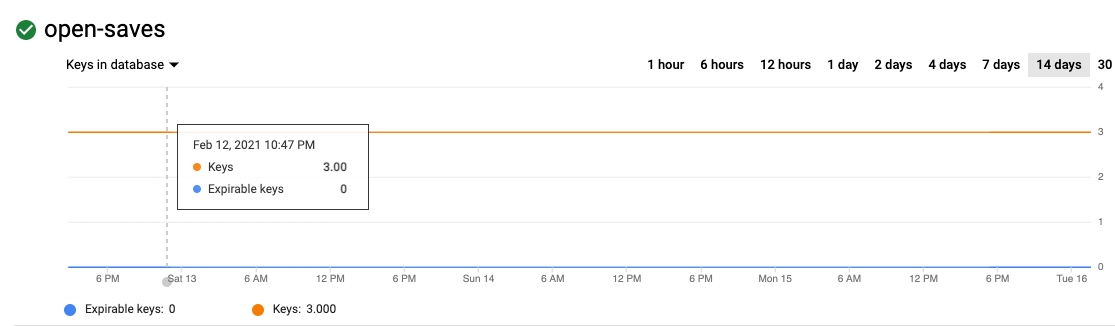 open-saves
Keys in database
1 hour 6 hours 12 hours 1 day 2 days 4 days 7 days 14 days 30
4
3
2
1
0
Feb 12, 2021 10:47 PM
Keys 3.00
Expirable keys 0
6 PM Sat 13 6 AM 12 PM 6 PM Sun 14 6 AM 12 PM 6 PM Mon 15 6 AM 12 PM 6 PM Tue 16
Expirable keys: 0 Keys: 3.000